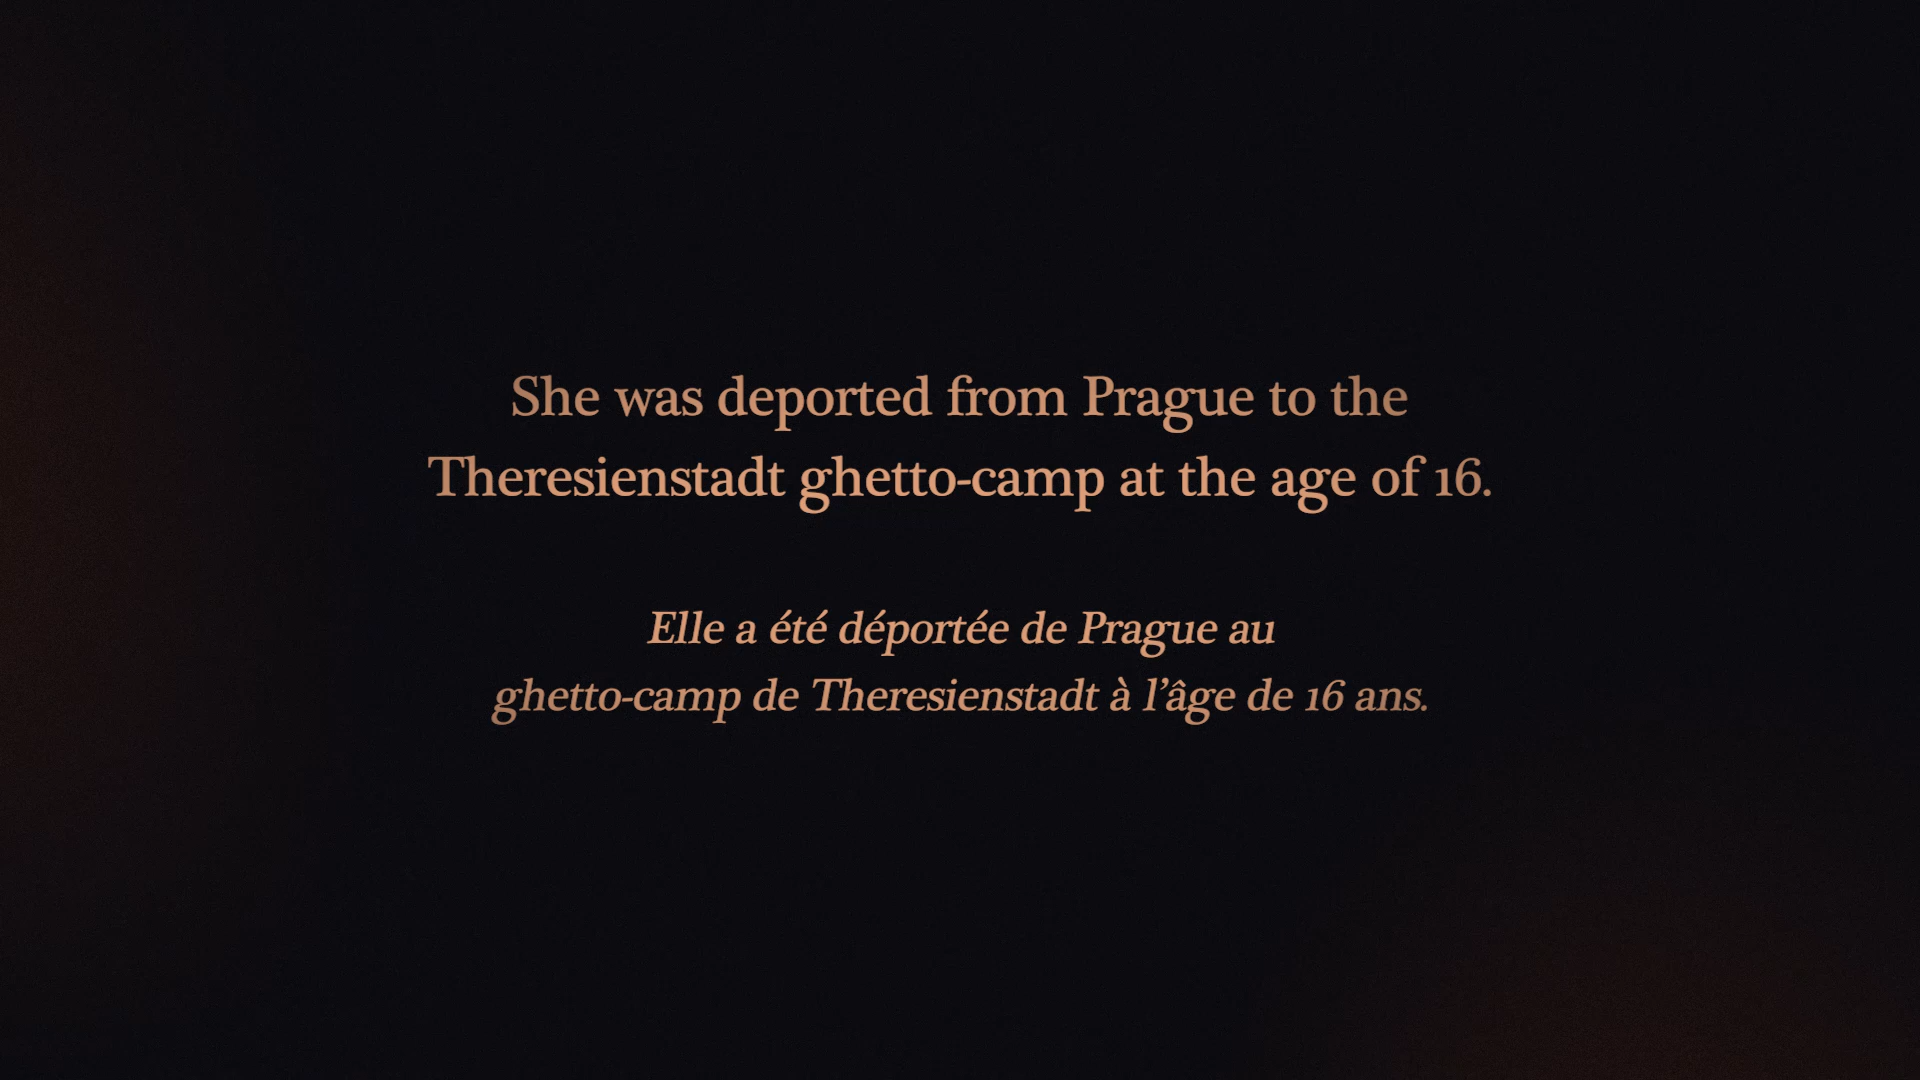 She was deported from Prague to the
Theresienstadt ghetto-camp at the age of 16.
Elle a été déportée de Prague au
ghetto-camp de Theresienstadt à l’âge de 16 ans.